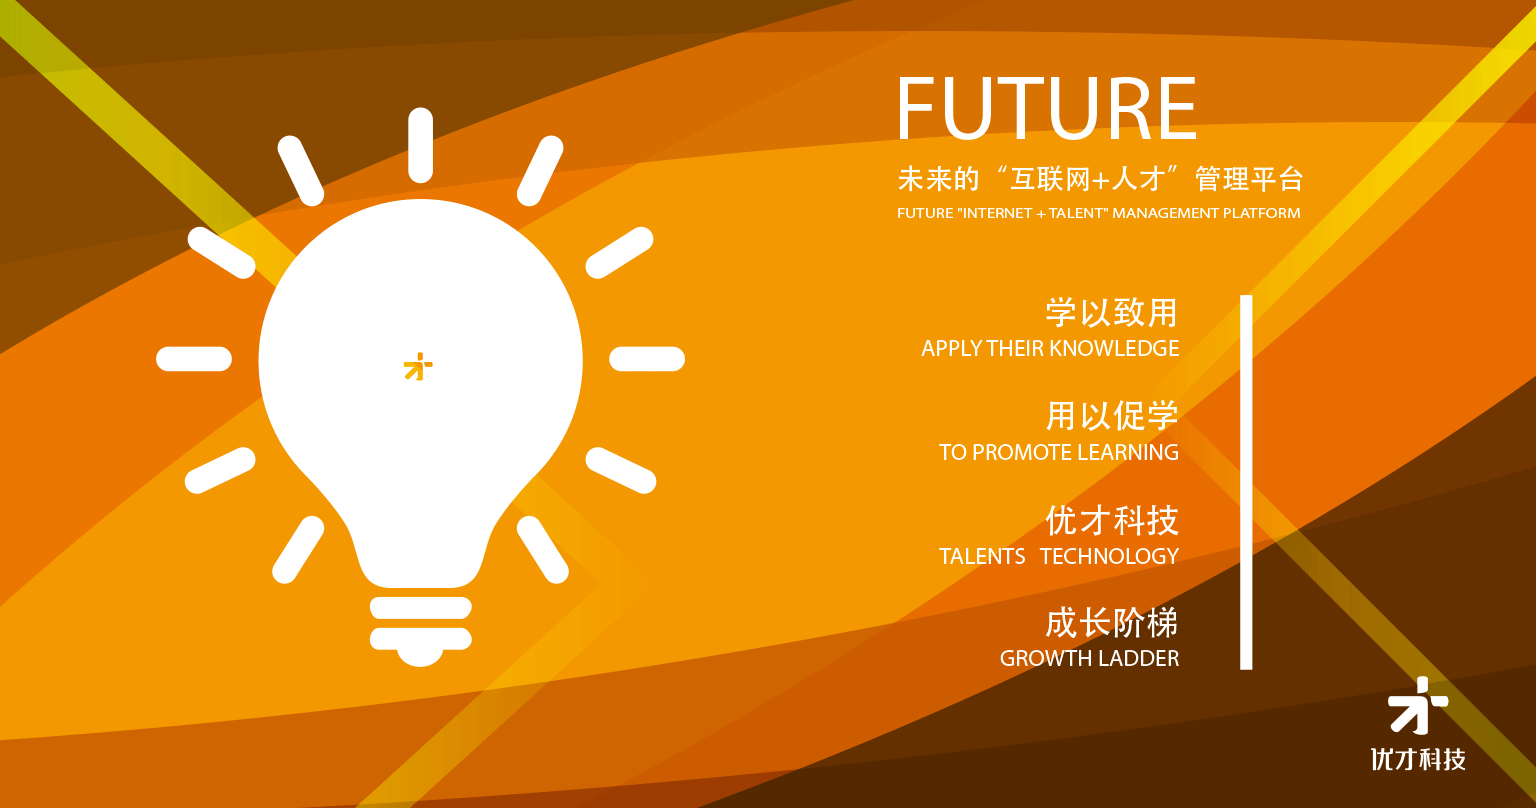 FUTURE
未来的“互联网+人才”管理平台
FUTURE "INTERNET + TALENT" MANAGEMENT PLATFORM
学以致用
APPLY THEIR KNOWLEDGE
用以促学
TO PROMOTE LEARNING
优才科技
TALENTS TECHNOLOGY
成长阶梯
GROWTH LADDER
优才科技